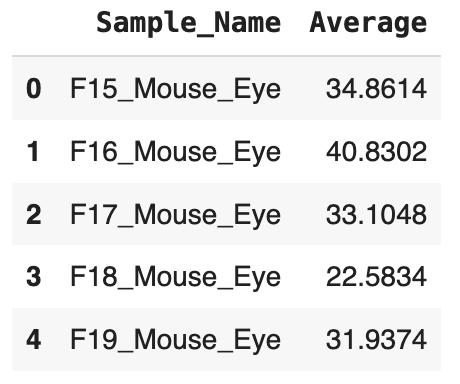 Sample_Name Average
0 F15_Mouse_Eye 34.8614
1 F16_Mouse_Eye 40.8302
2 F17_Mouse_Eye 33.1048
3 F18_Mouse_Eye 22.5834
4 F19_Mouse_Eye 31.9374